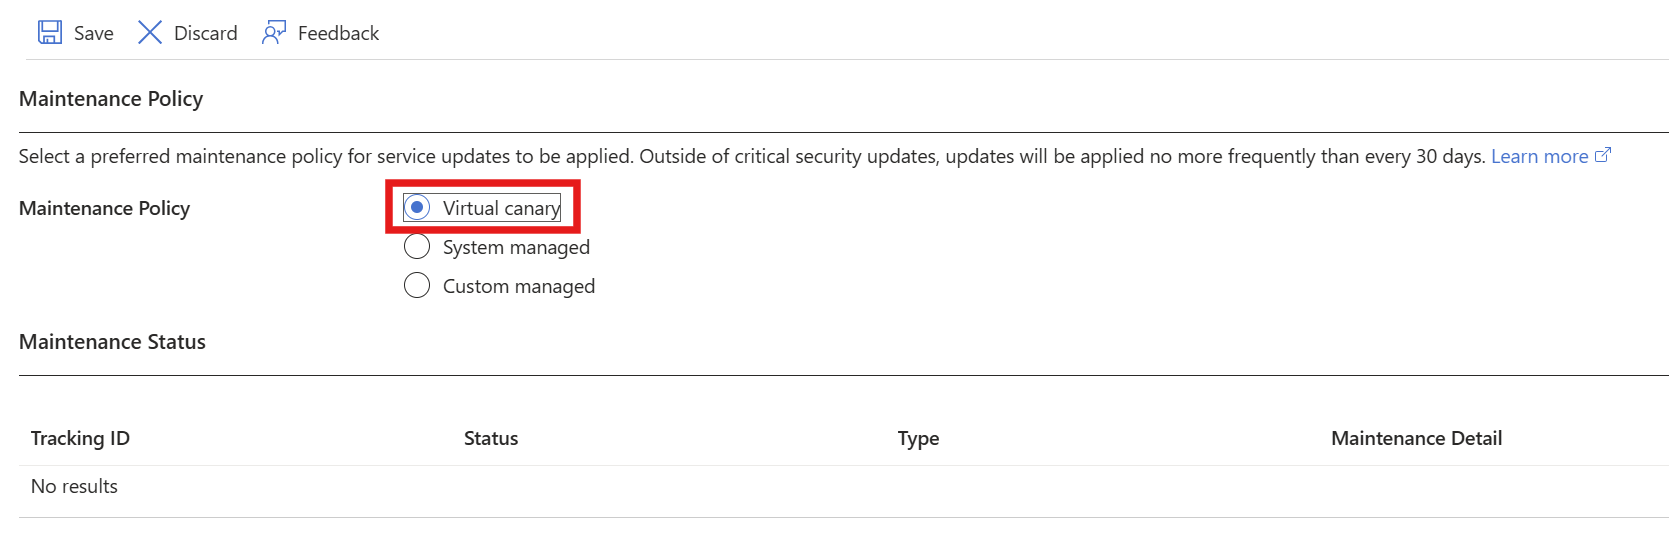 Save Discard Feedback
Maintenance Policy
Select a preferred maintenance policy for service updates to be applied. Outside of critical security updates, updates will be applied no more frequently than every 30 days. Learn more
Maintenance Policy Virtual canary
System managed
Custom managed
Maintenance Status
Tracking ID Status Type Maintenance Detail
No results